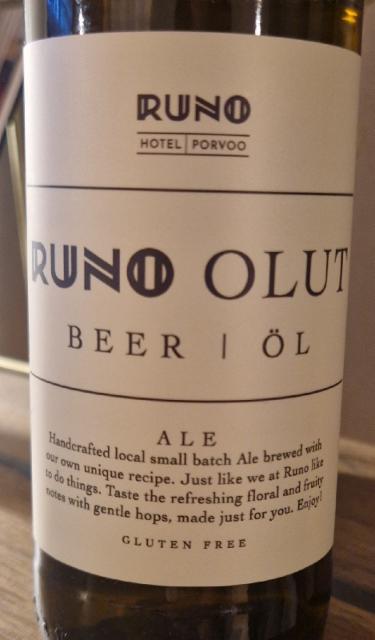 RUNO
HOTEL | PORVOO
RUNO OLUT
BEER | ÖL
ALE
Handcrafted local small batch Ale brewed with
our own unique recipe. Just like we at Runo like
to do things. Taste the refreshing floral and fruity
notes with gentle hops, made just for you. Enjoy!
GLUTEN FREE